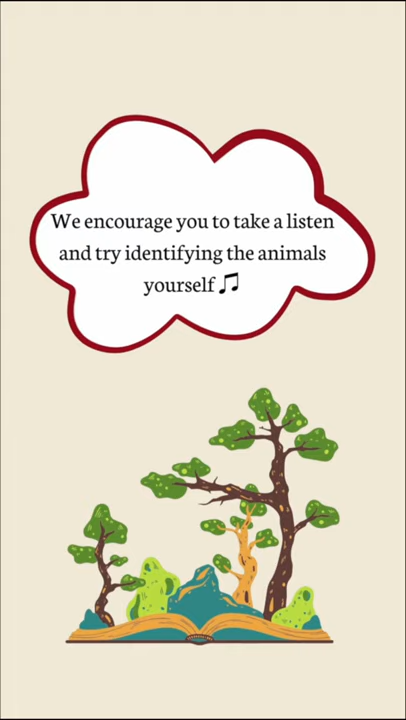 We encourage you to take a listen
and try identifying the animals
yourself 🎵